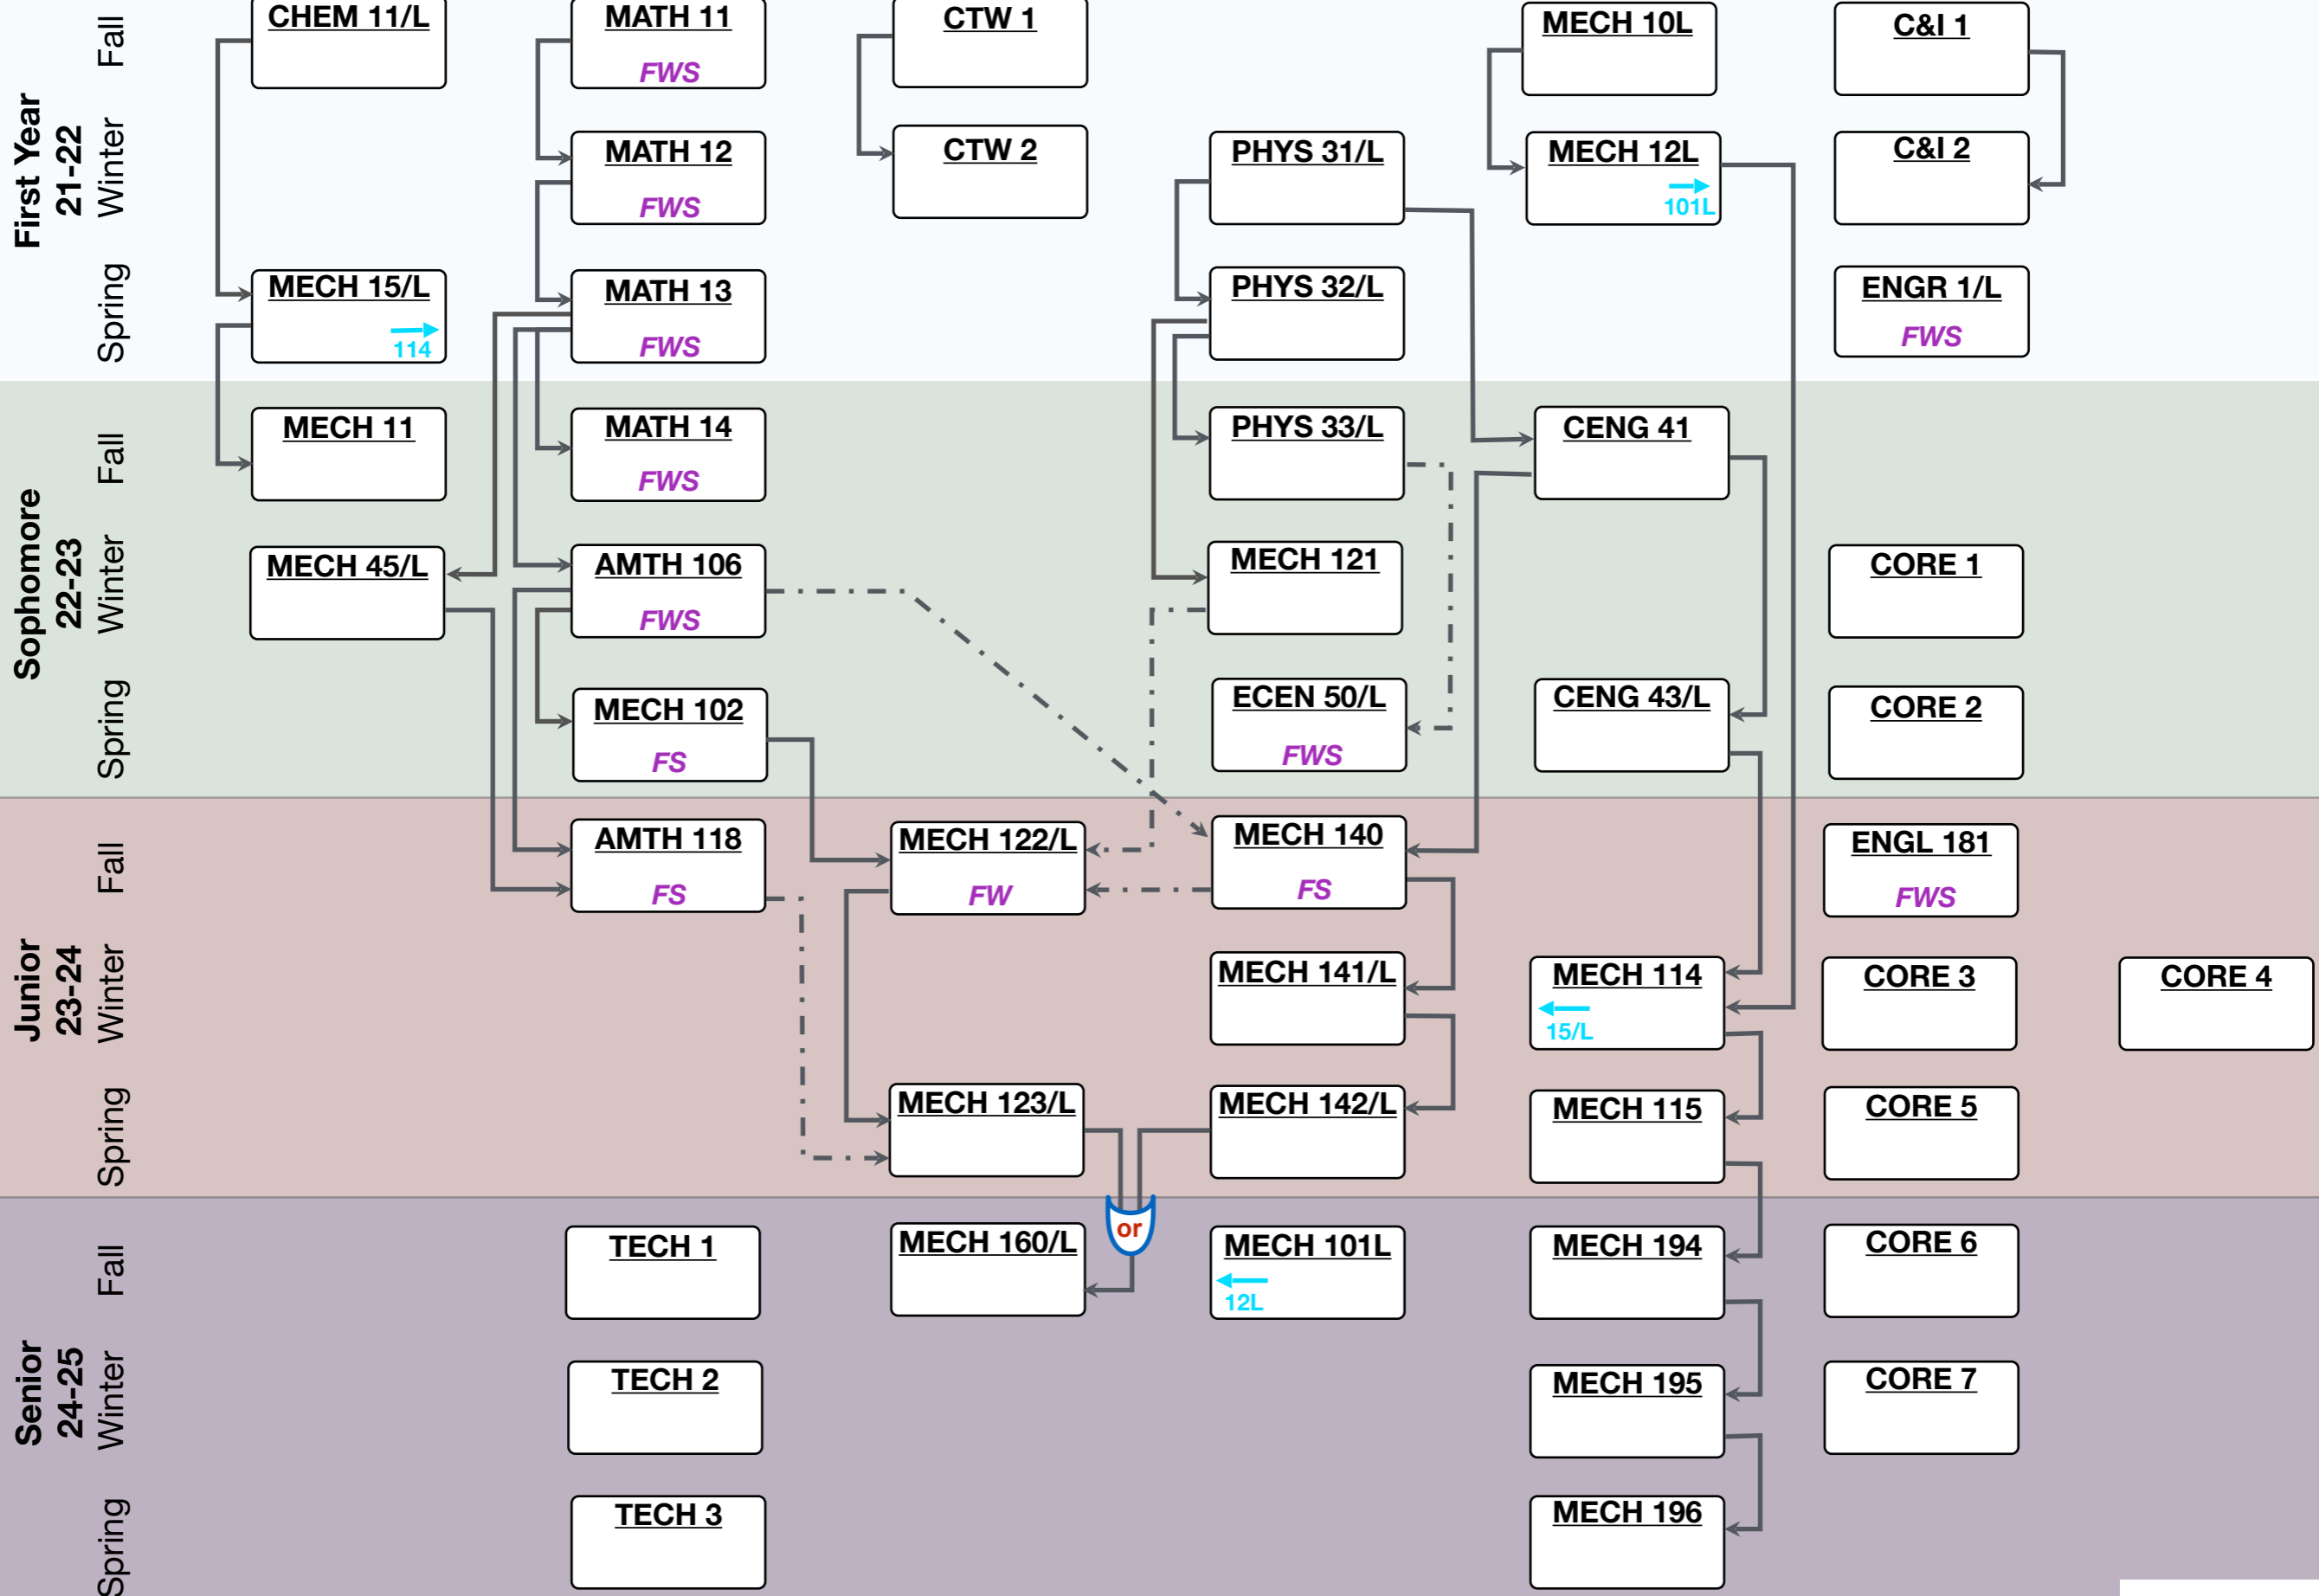 First Year
21-22
Fall
CHEM 11/L
MATH 11
FWS
CTW 1
MECH 10L
C&I 1
Winter
MATH 12
FWS
CTW 2
PHYS 31/L
MECH 12L
101L
C&I 2
Spring
MECH 15/L
114
MATH 13
FWS
PHYS 32/L
ENGR 1/L
FWS
Sophomore
22-23
Fall
MECH 11
MATH 14
FWS
PHYS 33/L
CENG 41
Winter
MECH 45/L
AMTH 106
FWS
MECH 121
CORE 1
Spring
MECH 102
FS
ECEN 50/L
FWS
CENG 43/L
CORE 2
Junior
23-24
Fall
AMTH 118
FS
MECH 122/L
FW
MECH 140
FS
ENGL 181
FWS
Winter
MECH 141/L
MECH 114
15/L
CORE 3
CORE 4
Spring
MECH 123/L
MECH 142/L
MECH 115
CORE 5
or
Senior
24-25
Fall
TECH 1
MECH 160/L
MECH 101L
12L
MECH 194
CORE 6
Winter
TECH 2
MECH 195
CORE 7
Spring
TECH 3
MECH 196